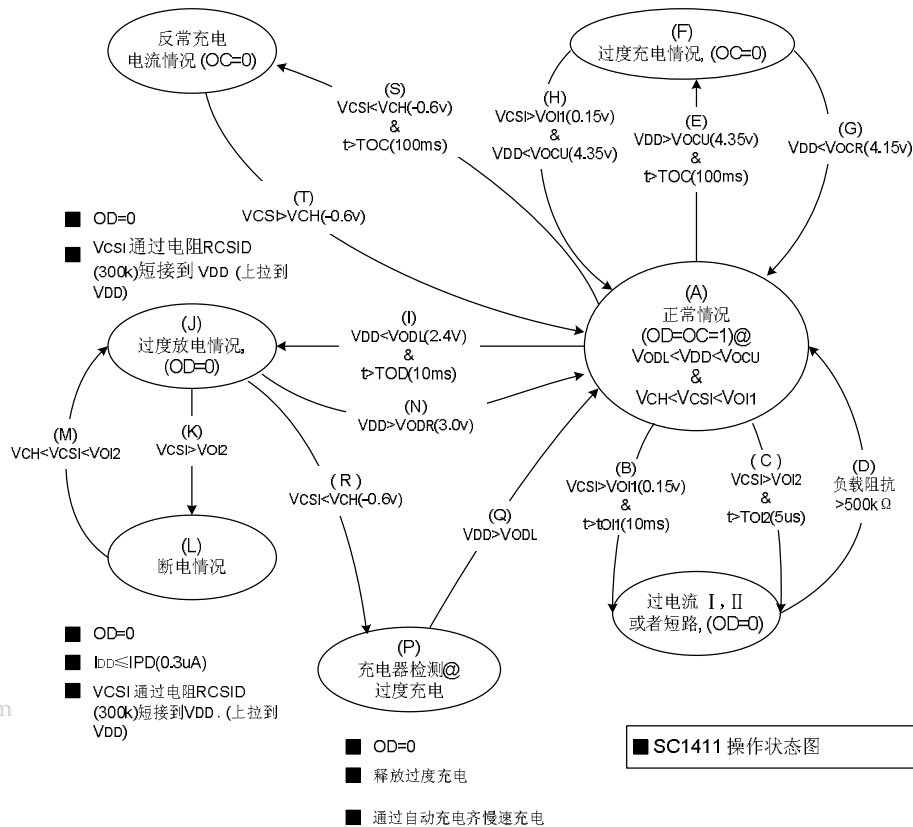 反常充电
电流情况 (OC=0)
(F)
过度充电情况, (OC=0)
(S)
VCSI<VCH(-0.6v)
&
t>TOC(100ms)
(H)
VCSI>VOI1(0.15v)
&
VDD<VOCU(4.35v)
(E)
VDD>VOCU(4.35v)
&
t>TOC(100ms)
(G)
VDD<VOCR(4.15v)
(T)
VCSI>VCH(-0.6v)
■ OD=0
■ VCSI 通过电阻RCSID
(300k)短接到 VDD (上拉到
VDD)
(A)
正常情况
(OD=OC=1)@
VODL<VDD<VOCU
&
VCH<VCSI<VOI1
(J)
过度放电情况,
(OD=0)
(I)
VDD<VODL(2.4V)
&
t>TOD(10ms)
(N)
VDD>VODR(3.0v)
(M)
VCH<VCSI<VOI2
(K)
VCSI>VOI2
(R)
VCSI<VCH(-0.6v)
(Q)
VDD>VODL
(B)
VCSI>VOI1(0.15v)
&
t>tOI1(10ms)
(C)
VCSI>VOI2
&
t>TOI2(5us)
(D)
负载阻抗
>500kΩ
(L)
断电情况
过电流 Ⅰ, Ⅱ
或者短路, (OD=0)
■ OD=0
■ IDD≤IPD(0.3uA)
■ VCSI 通过电阻RCSID
(300k)短接到VDD . (上拉到
VDD)
(P)
充电器检测@
过度充电
■ OD=0
■ 释放过度充电
■ 通过自动充电齐慢速充电
■ SC1411 操作状态图
m